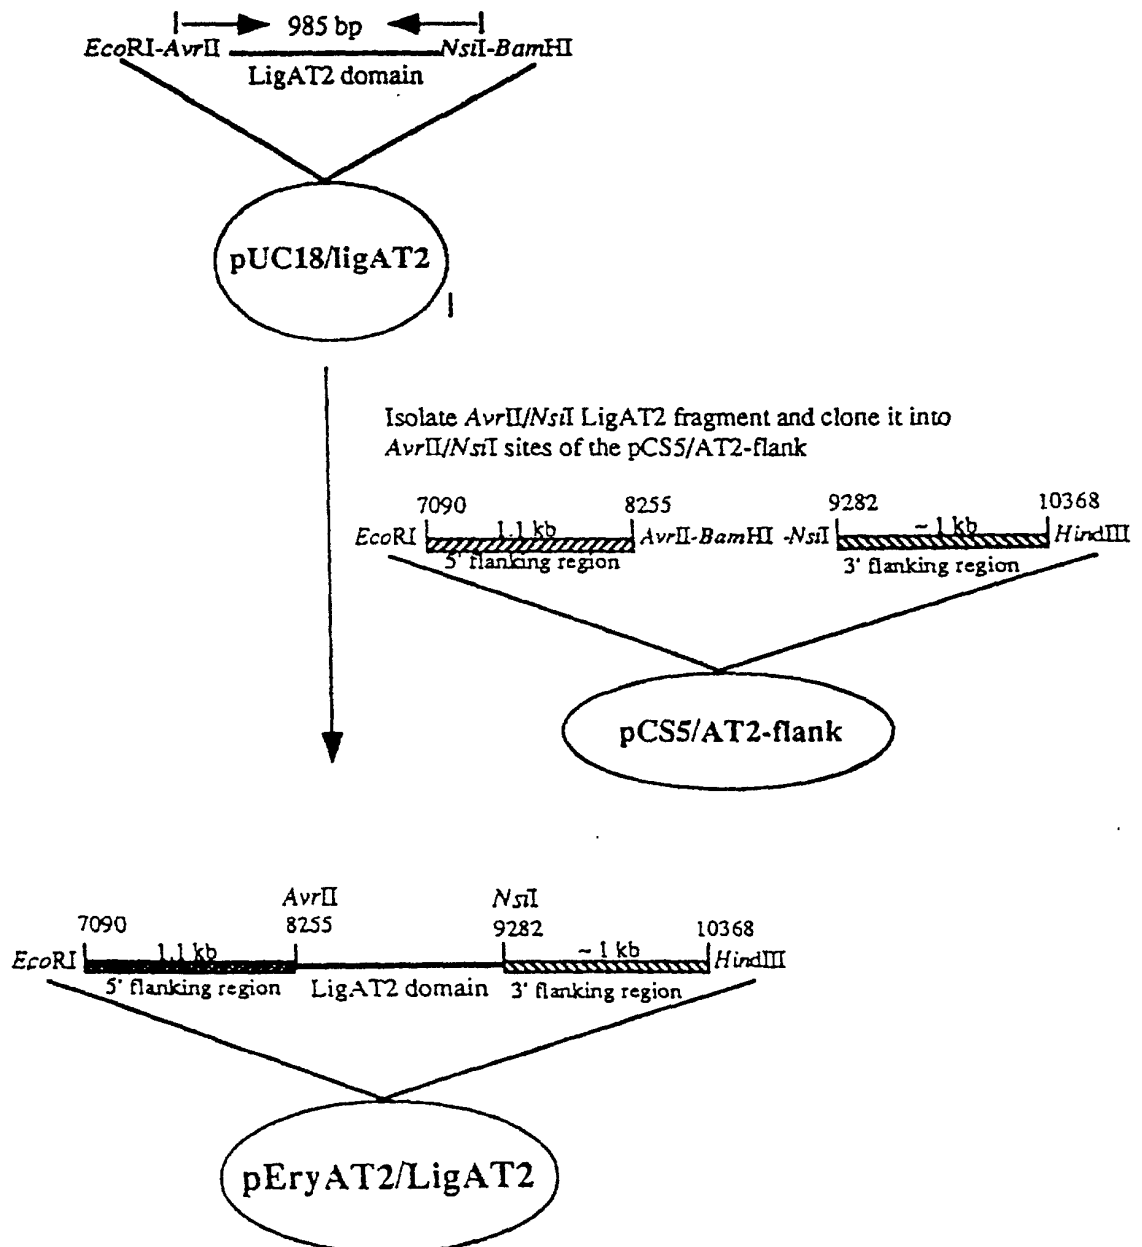 985 bp
EcoRI-AvrII NsiI-BamHI
LigAT2 domain
pUC18/ligAT2
Isolate AvrII/NsiI LigAT2 fragment and clone it into
AvrII/NsiI sites of the pCS5/AT2-flank
7090 8255 9282 10368
EcoRI 1.1 kb AvrII-BamHI -NsiI ~ 1 kb HindIII
5' flanking region 3' flanking region
pCS5/AT2-flank
AvrII NsiI
7090 8255 9282 10368
EcoRI 1.1 kb ~ 1 kb HindIII
5' flanking region LigAT2 domain 3' flanking region
pEryAT2/LigAT2